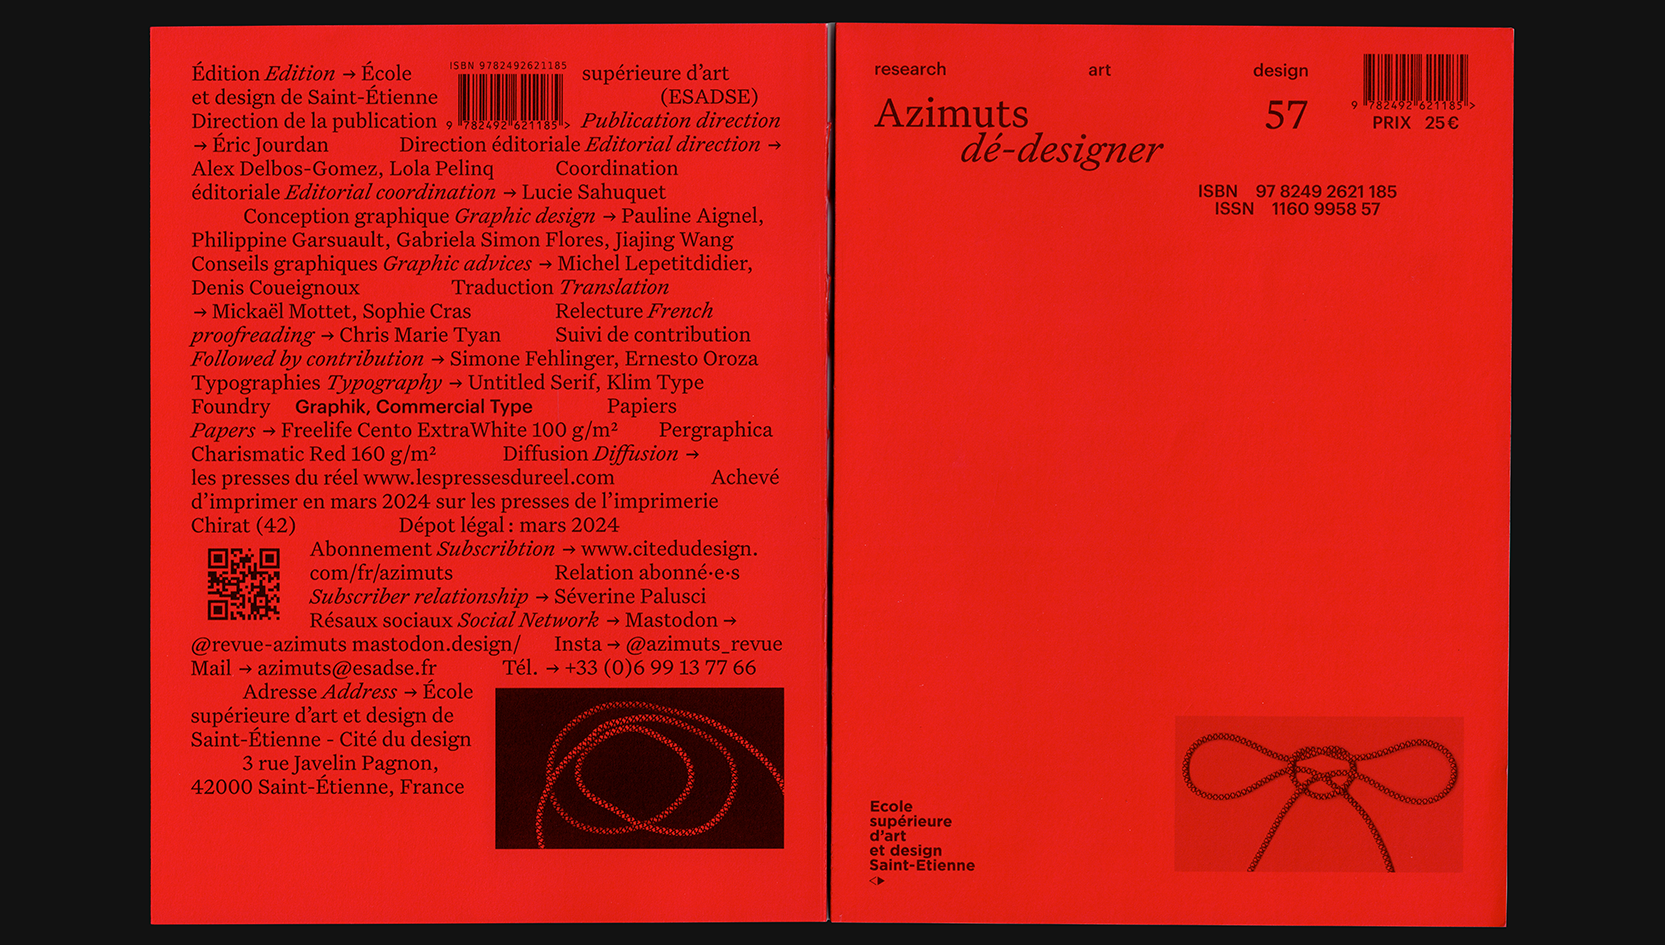 Édition Edition → École supérieure d'art
et design de Saint-Étienne (ESADSE)
ISBN 9782492621185
9 782492 621185 >
Direction de la publication Publication direction
→ Éric Jourdan Direction éditoriale Editorial direction →
Alex Delbos-Gomez, Lola Pelinq Coordination
éditoriale Editorial coordination → Lucie Sahuquet
Conception graphique Graphic design → Pauline Aignel,
Philippine Garsuault, Gabriela Simon Flores, Jiajing Wang
Conseils graphiques Graphic advices → Michel Lepetitdidier,
Denis Coueignoux Traduction Translation
→ Mickaël Mottet, Sophie Cras Relecture French
proofreading → Chris Marie Tyan Suivi de contribution
Followed by contribution → Simone Fehlinger, Ernesto Oroza
Typographies Typography → Untitled Serif, Klim Type
Foundry Graphik, Commercial Type Papiers
Papers → Freelife Cento ExtraWhite 100 g/m² Pergraphica
Charismatic Red 160 g/m² Diffusion Diffusion →
les presses du réel www.lespressesdureel.com Achevé
d'imprimer en mars 2024 sur les presses de l'imprimerie
Chirat (42) Dépot légal : mars 2024
Abonnement Subscribtion → www.citedudesign.
com/fr/azimuts Relation abonné·e·s
Subscriber relationship → Séverine Palusci
Résaux sociaux Social Network → Mastodon →
@revue-azimuts mastodon.design/ Insta → @azimuts_revue
Mail → azimuts@esadse.fr Tél. → +33 (0)6 99 13 77 66
Adresse Address → École
supérieure d'art et design de
Saint-Étienne - Cité du design
3 rue Javelin Pagnon,
42000 Saint-Étienne, France
research art design
Azimuts 57
dé-designer
9 782492 621185 >
PRIX 25 €
ISBN 97 8249 2621 185
ISSN 1160 9958 57
Ecole
supérieure
d'art
et design
Saint-Etienne